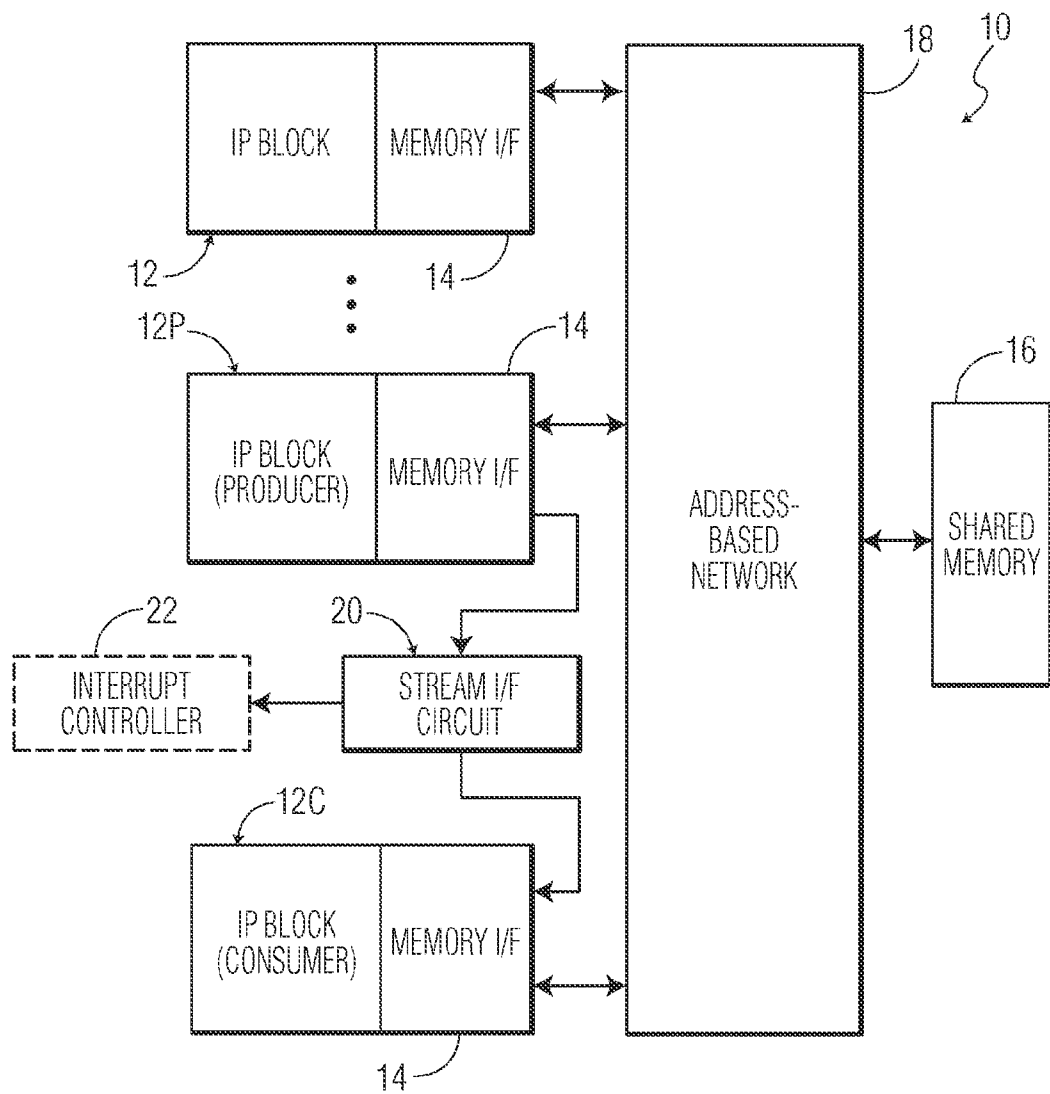 10
18
IP BLOCK
MEMORY I/F
12
14
12P
14
16
IP BLOCK
(PRODUCER)
MEMORY I/F
ADDRESS-
BASED
NETWORK
SHARED
MEMORY
22
20
INTERRUPT
CONTROLLER
STREAM I/F
CIRCUIT
12C
IP BLOCK
(CONSUMER)
MEMORY I/F
14